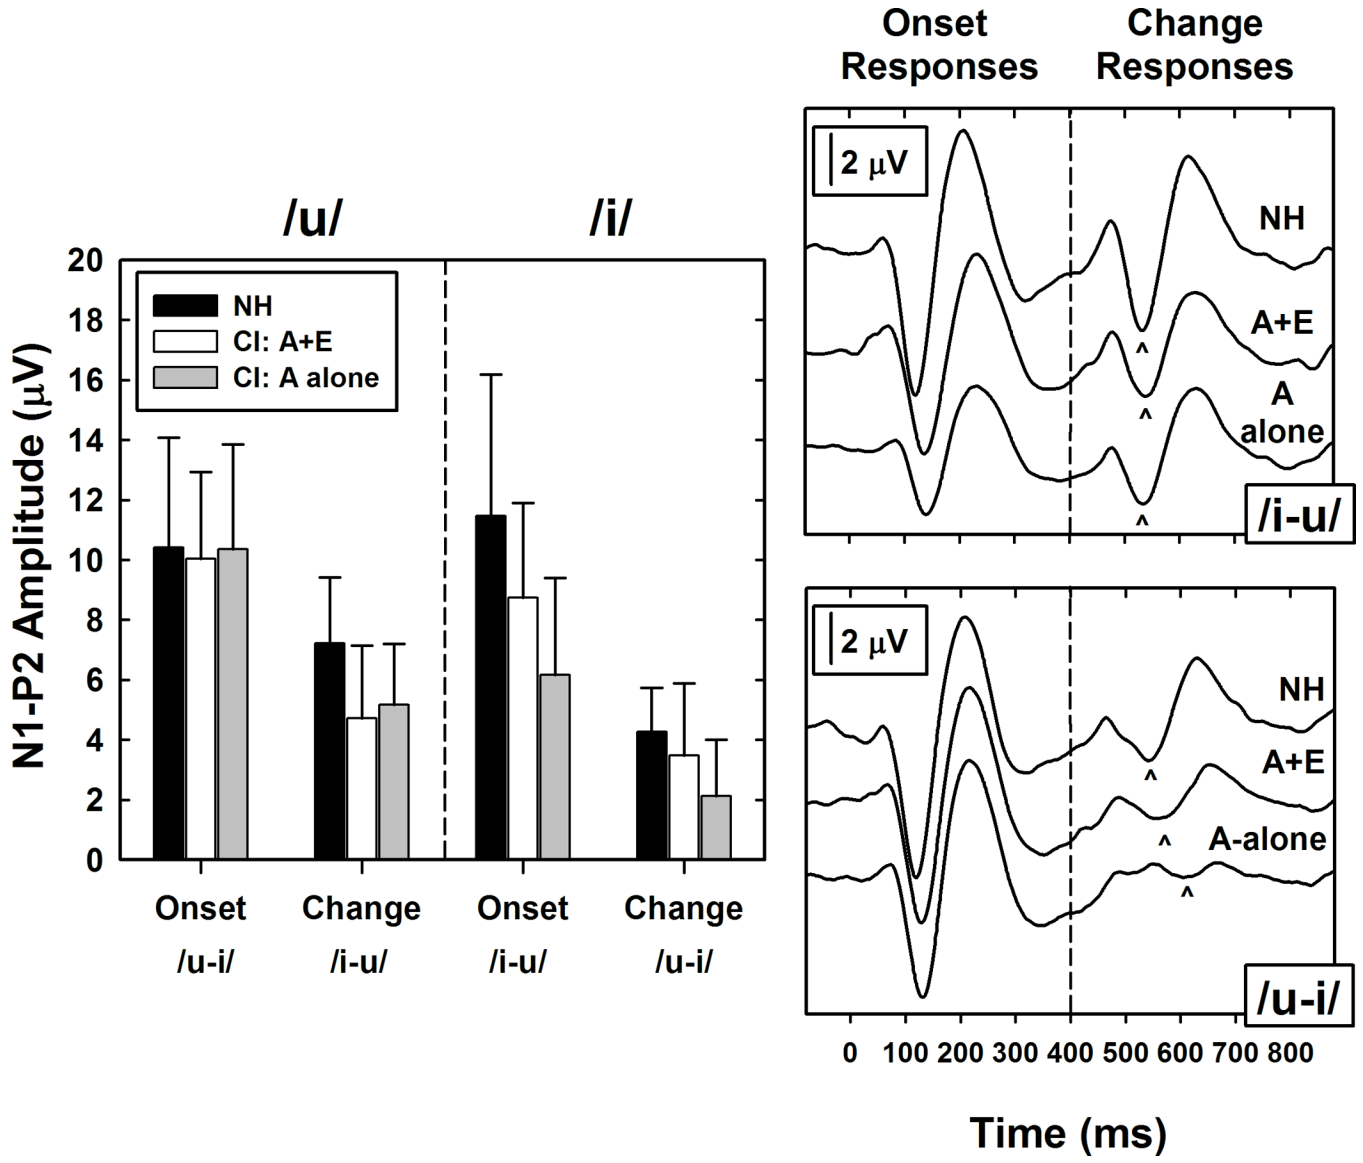 Onset
Responses
Change
Responses
/u/
/i/
N1-P2 Amplitude (μV)
20
18
16
14
12
10
8
6
4
2
0
NH
CI: A+E
CI: A alone
Onset
Change
Onset
Change
/u-i/
/i-u/
/i-u/
/u-i/
2 μV
NH
A+E
A
alone
^
^
^
/i-u/
2 μV
NH
A+E
A-alone
^
^
^
/u-i/
0 100 200 300 400 500 600 700 800
Time (ms)